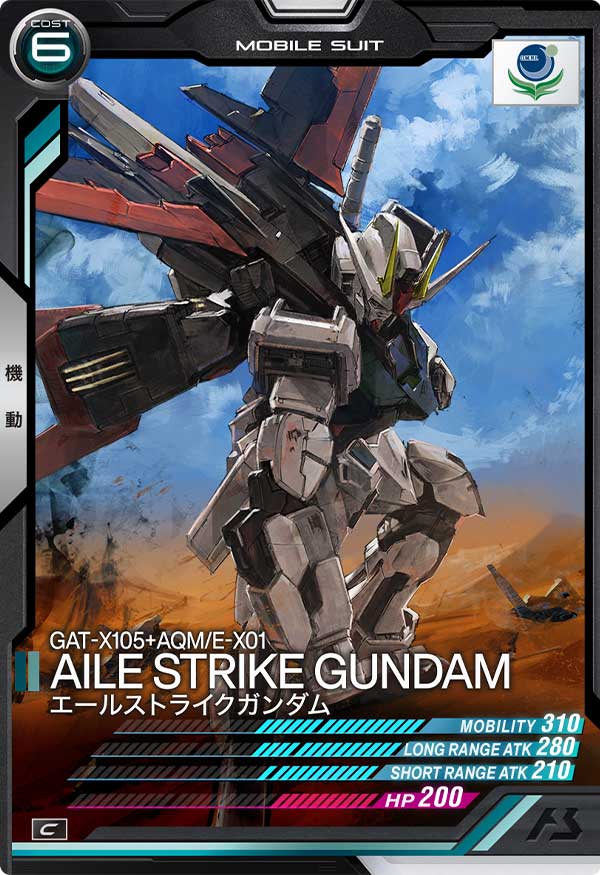 COST
6
MOBILE SUIT
O.M.N.I.
機動
GAT-X105+AQM/E-X01
AILE STRIKE GUNDAM
エールストライクガンダム
MOBILITY 310
LONG RANGE ATK 280
SHORT RANGE ATK 210
HP 200
C